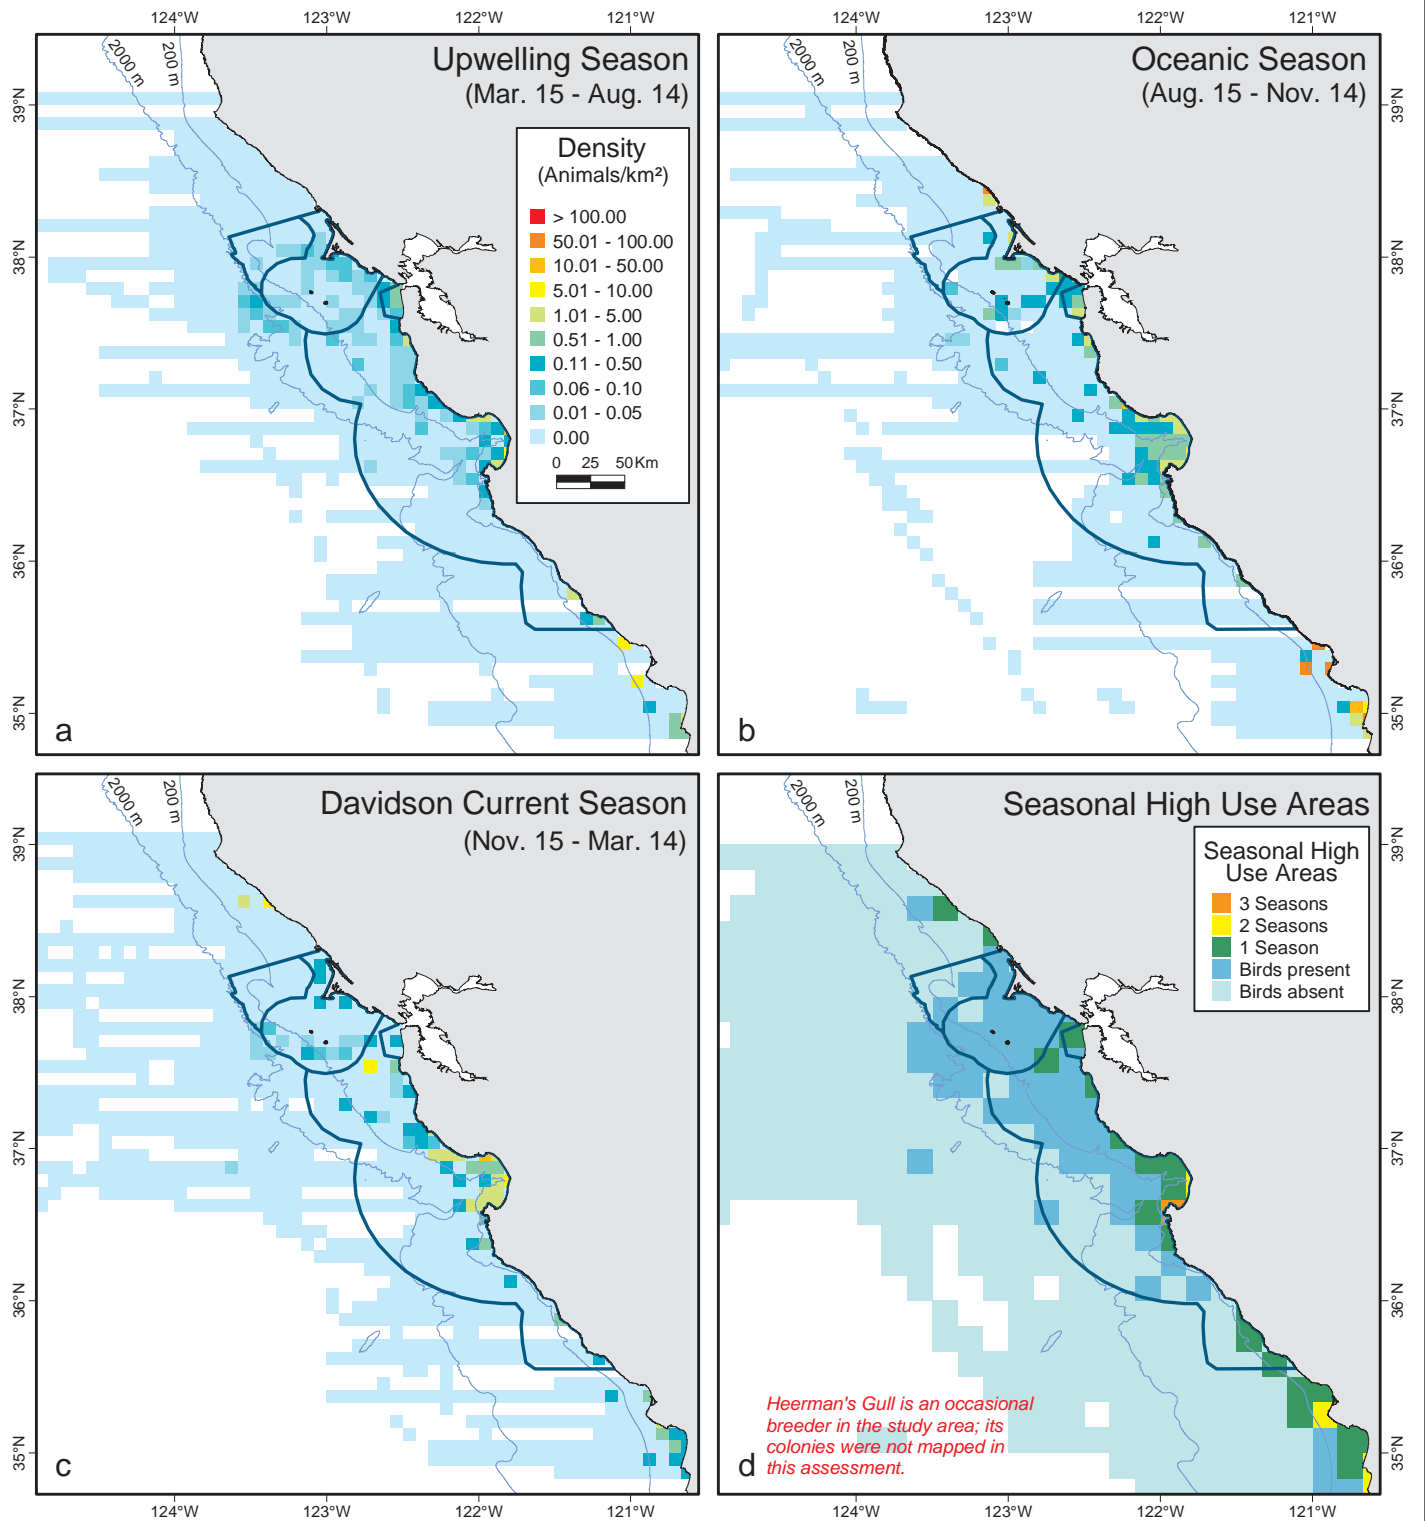 124°W 123°W 122°W 121°W 124°W 123°W 122°W 121°W
2000 m
200 m
Upwelling Season
(Mar. 15 - Aug. 14)
39°N
38°N
37°N
36°N
35°N
Density
(Animals/km²)
> 100.00
50.01 - 100.00
10.01 - 50.00
5.01 - 10.00
1.01 - 5.00
0.51 - 1.00
0.11 - 0.50
0.06 - 0.10
0.01 - 0.05
0.00
0 25 50 Km
a
2000 m
200 m
Oceanic Season
(Aug. 15 - Nov. 14)
39°N
38°N
37°N
36°N
35°N
b
2000 m
200 m
Davidson Current Season
(Nov. 15 - Mar. 14)
39°N
38°N
37°N
36°N
35°N
c
2000 m
200 m
Seasonal High Use Areas
39°N
38°N
37°N
36°N
35°N
Seasonal High
Use Areas
3 Seasons
2 Seasons
1 Season
Birds present
Birds absent
Heerman's Gull is an occasional
breeder in the study area; its
colonies were not mapped in
this assessment.
d
124°W 123°W 122°W 121°W 124°W 123°W 122°W 121°W